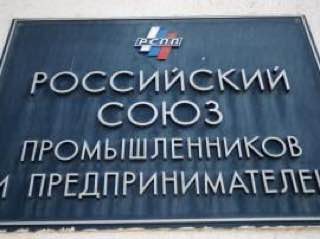 РСПП
РОССИЙСКИЙ
СОЮЗ
ПРОМЫШЛЕННИКОВ
И ПРЕДПРИНИМАТЕЛЕ